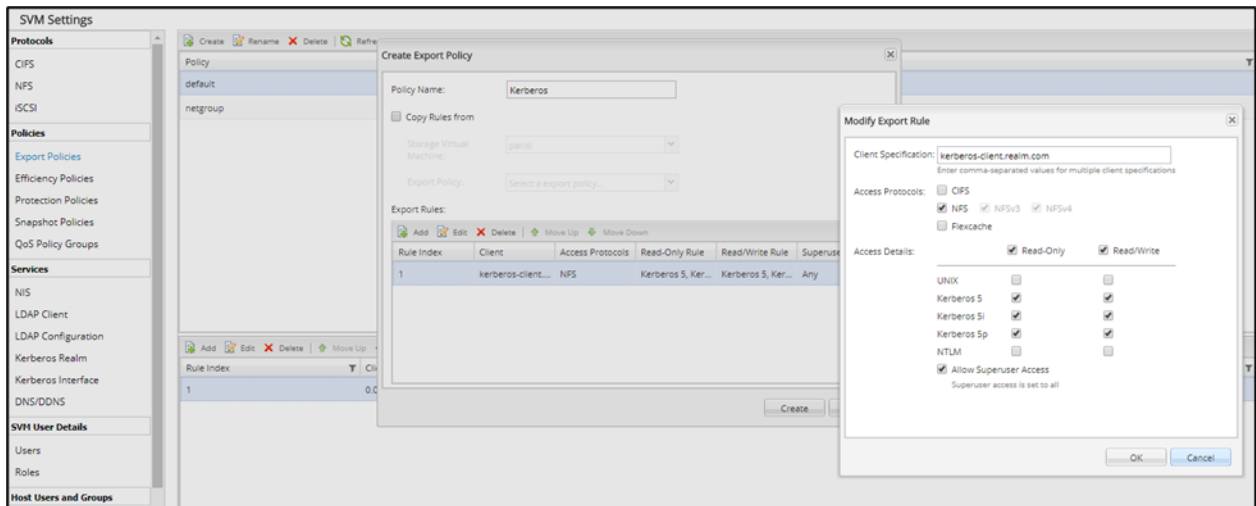 SVM Settings
Protocols
CIFS
NFS
iSCSI
Policies
Export Policies
Efficiency Policies
Protection Policies
Snapshot Policies
QoS Policy Groups
Services
NIS
LDAP Client
LDAP Configuration
Kerberos Realm
Kerberos Interface
DNS/DDNS
SVM User Details
Users
Roles
Host Users and Groups
Create Rename Delete Refre
Policy
default
netgroup
Add Edit Delete Move Up
Rule Index Cli
1 0.0
Create Export Policy
Policy Name: Kerberos
Copy Rules from
Storage Virtual
Machine: parisi
Export Policy: Select a export policy...
Export Rules:
Add Edit Delete Move Up Move Down
Rule Index Client Access Protocols Read-Only Rule Read/Write Rule Superuse
1 kerberos-client.... NFS Kerberos 5, Ker... Kerberos 5, Ker... Any
Create
Modify Export Rule
Client Specification: kerberos-client.realm.com
Enter comma-separated values for multiple client specifications
Access Protocols: CIFS
NFS NFSv3 NFSv4
Flexcache
Access Details: Read-Only Read/Write
UNIX
Kerberos 5
Kerberos 5i
Kerberos 5p
NTLM
Allow Superuser Access
Superuser access is set to all
OK Cancel